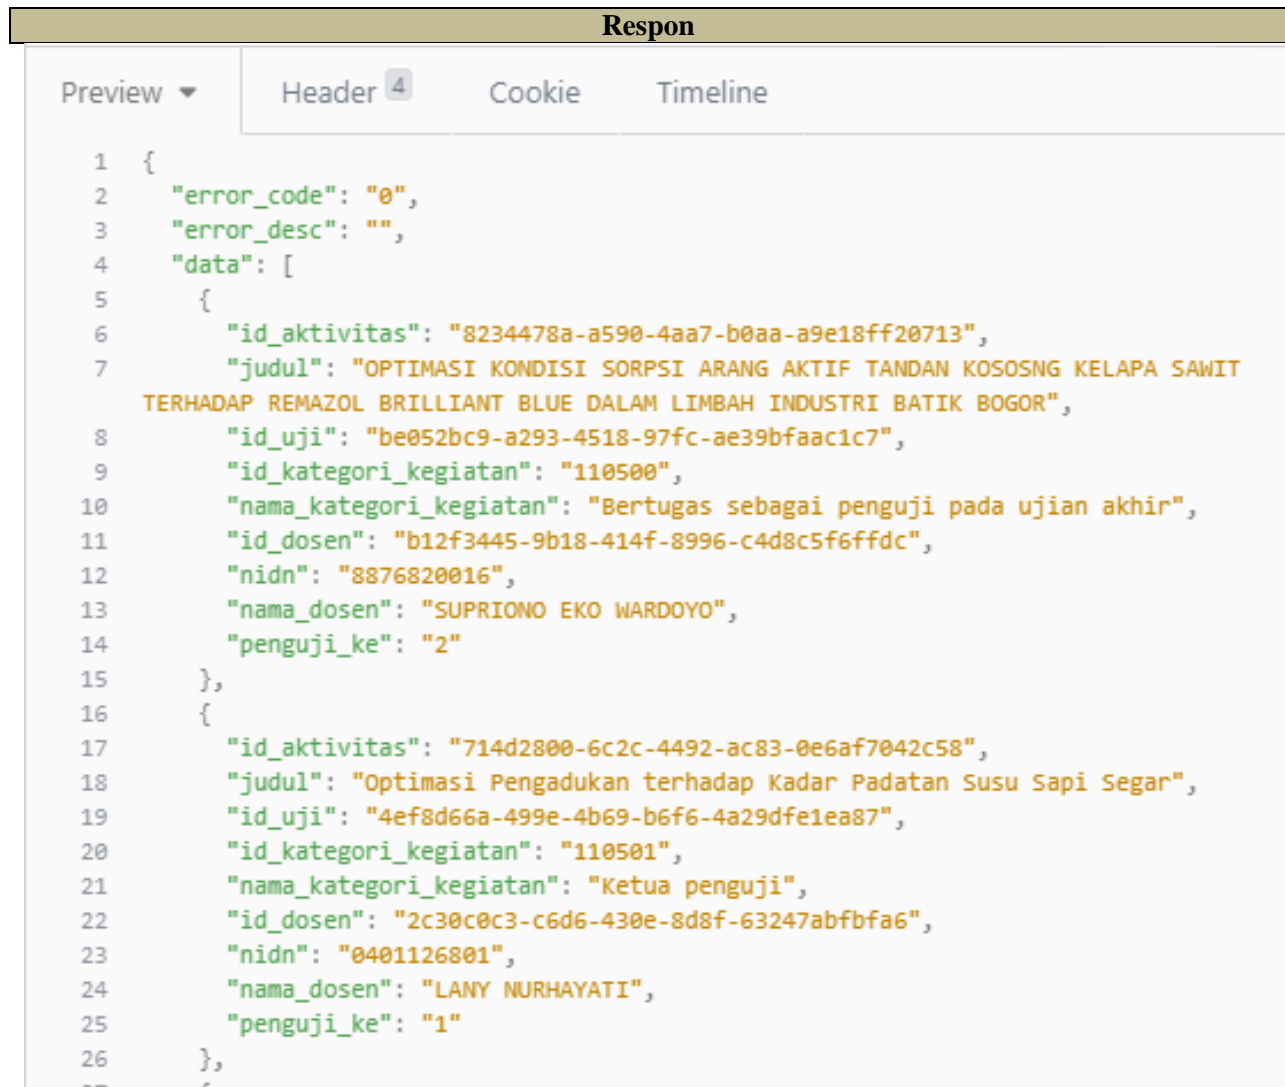 Respon
Preview Header 4 Cookie Timeline
1 {
2 "error_code": "0",
3 "error_desc": "",
4 "data": [
5 {
6 "id_aktivitas": "8234478a-a590-4aa7-b0aa-a9e18ff20713",
7 "judul": "OPTIMASI KONDISI SORPSI ARANG AKTIF TANDAN KOSOSNG KELAPA SAWIT
TERHADAP REMAZOL BRILLIANT BLUE DALAM LIMBAH INDUSTRI BATIK BOGOR",
8 "id_uji": "be052bc9-a293-4518-97fc-ae39bfaac1c7",
9 "id_kategori_kegiatan": "110500",
10 "nama_kategori_kegiatan": "Bertugas sebagai penguji pada ujian akhir",
11 "id_dosen": "b12f3445-9b18-414f-8996-c4d8c5f6ffdc",
12 "nidn": "8876820016",
13 "nama_dosen": "SUPRIONO EKO WARDOYO",
14 "penguji_ke": "2"
15 },
16 {
17 "id_aktivitas": "714d2800-6c2c-4492-ac83-0e6af7042c58",
18 "judul": "Optimasi Pengadukan terhadap Kadar Padatan Susu Sapi Segar",
19 "id_uji": "4ef8d66a-499e-4b69-b6f6-4a29dfe1ea87",
20 "id_kategori_kegiatan": "110501",
21 "nama_kategori_kegiatan": "Ketua penguji",
22 "id_dosen": "2c30c0c3-c6d6-430e-8d8f-63247abfbfa6",
23 "nidn": "0401126801",
24 "nama_dosen": "LANY NURHAYATI",
25 "penguji_ke": "1"
26 },